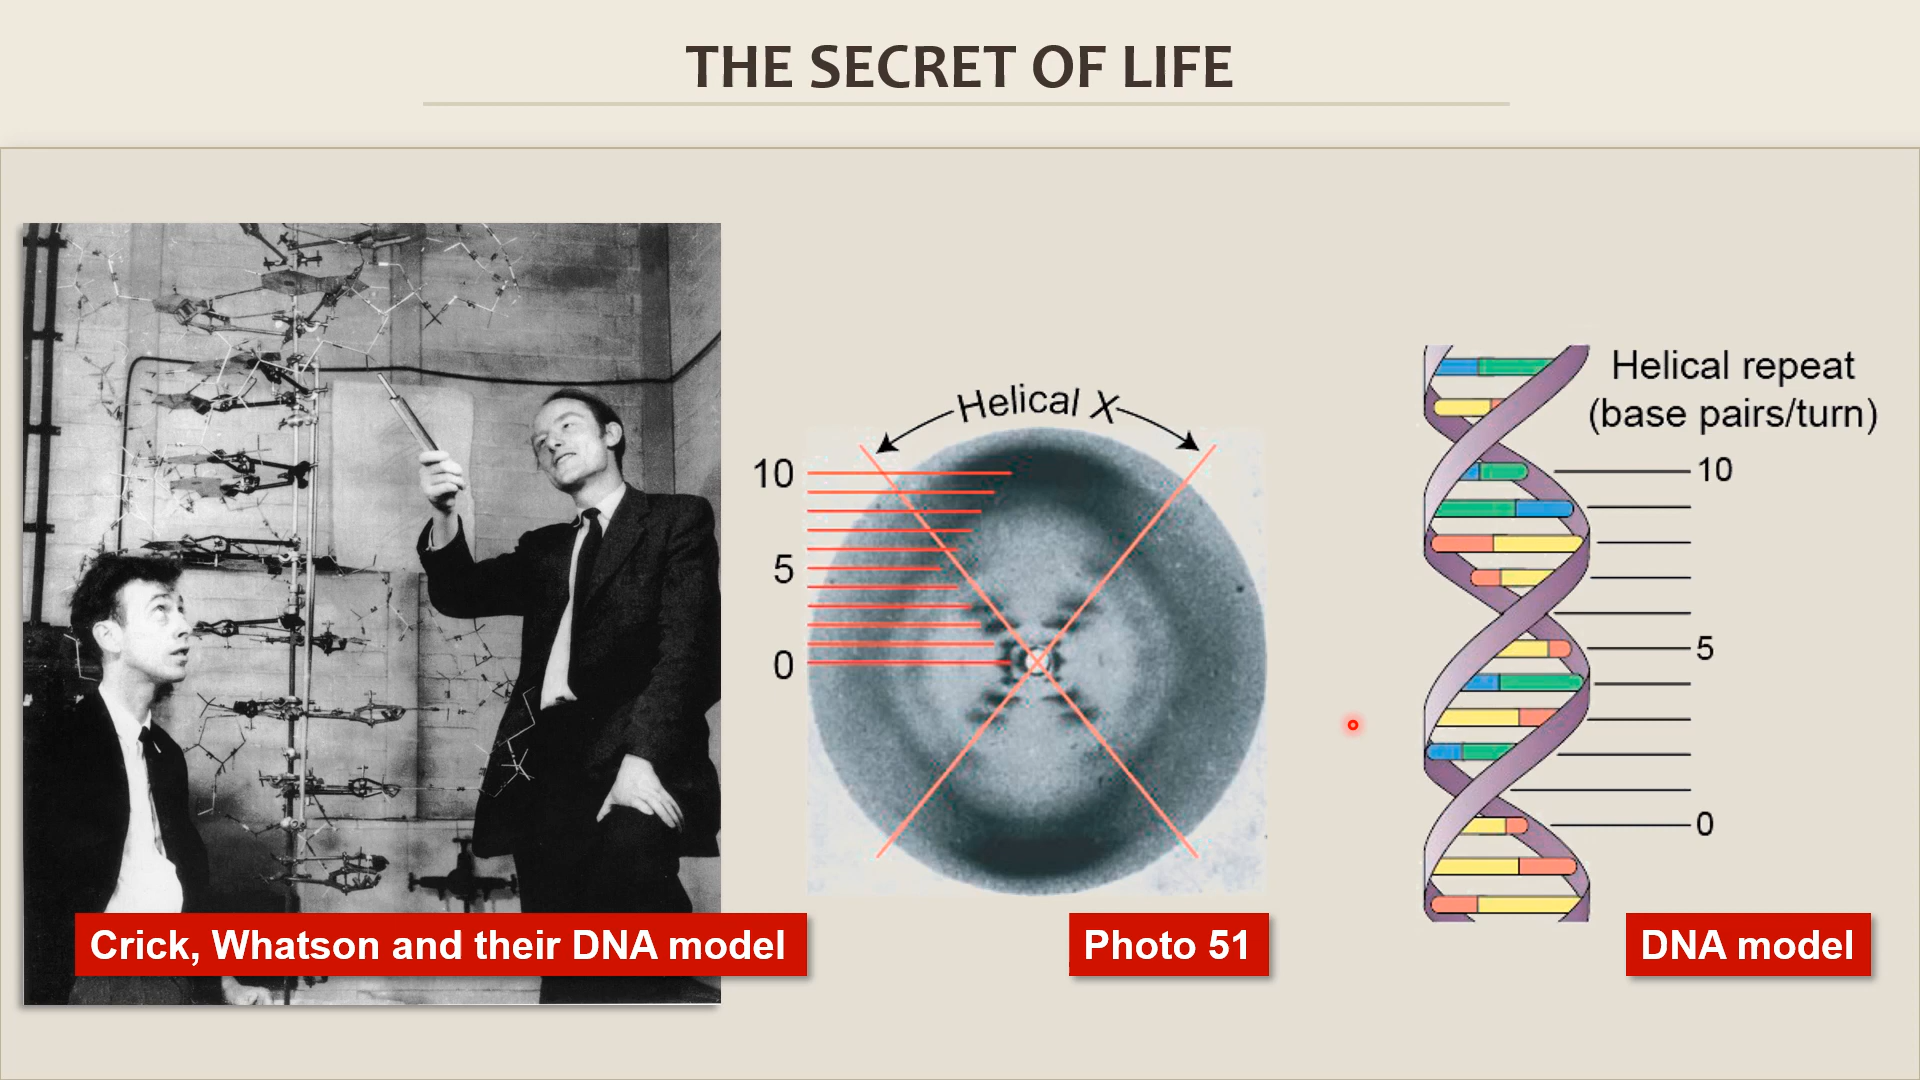 THE SECRET OF LIFE
Helical X
10
5
0
Helical repeat
(base pairs/turn)
10
5
0
Crick, Whatson and their DNA model
Photo 51
DNA model